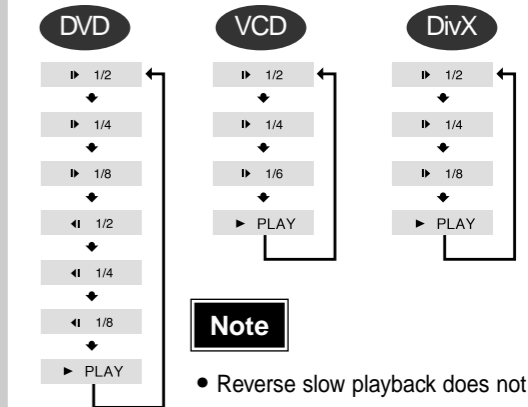 DVD
I▶ 1/2
I▶ 1/4
I▶ 1/8
◀I 1/2
◀I 1/4
◀I 1/8
► PLAY
VCD
I▶ 1/2
I▶ 1/4
I▶ 1/6
► PLAY
DivX
I▶ 1/2
I▶ 1/4
I▶ 1/8
► PLAY
Note
• Reverse slow playback does not